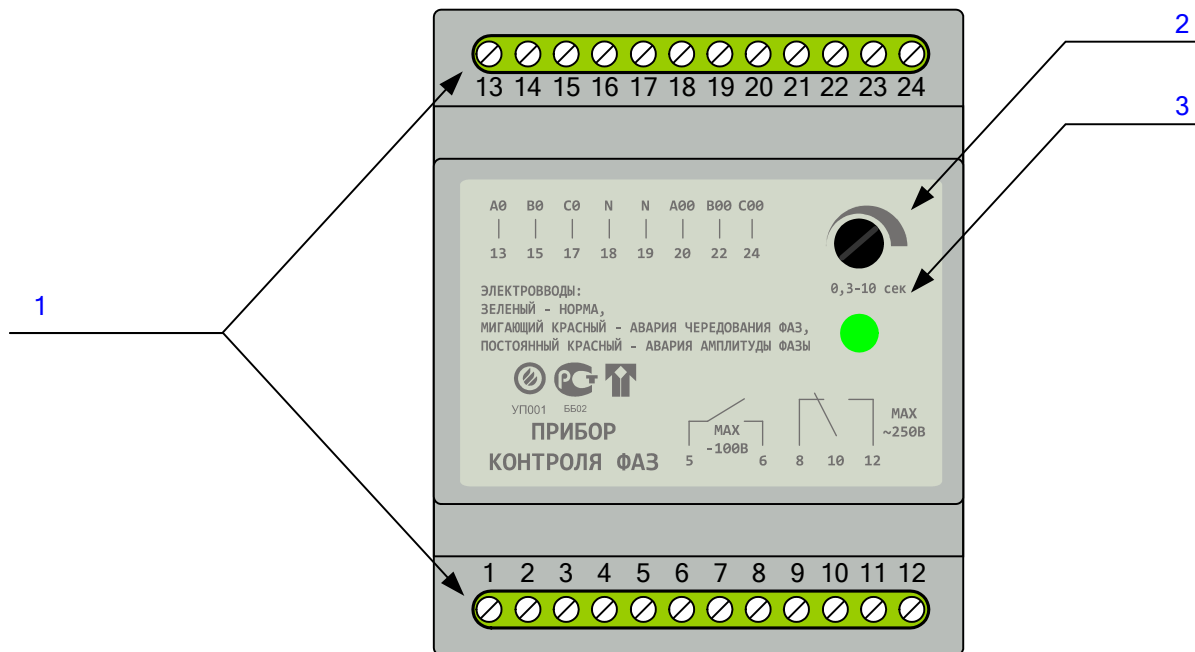 2
13 14 15 16 17 18 19 20 21 22 23 24
3
A0 B0 C0 N N A00 B00 C00
13 15 17 18 19 20 22 24
0,3-10 сек
ЭЛЕКТРОВВОДЫ:
ЗЕЛЕНЫЙ - НОРМА,
МИГАЮЩИЙ КРАСНЫЙ - АВАРИЯ ЧЕРЕДОВАНИЯ ФАЗ,
ПОСТОЯННЫЙ КРАСНЫЙ - АВАРИЯ АМПЛИТУДЫ ФАЗЫ
1
РСТ
УП001 ББ02
ПРИБОР
КОНТРОЛЯ ФАЗ
MAX
-100В
5 6
MAX
~250В
8 10 12
1 2 3 4 5 6 7 8 9 10 11 12